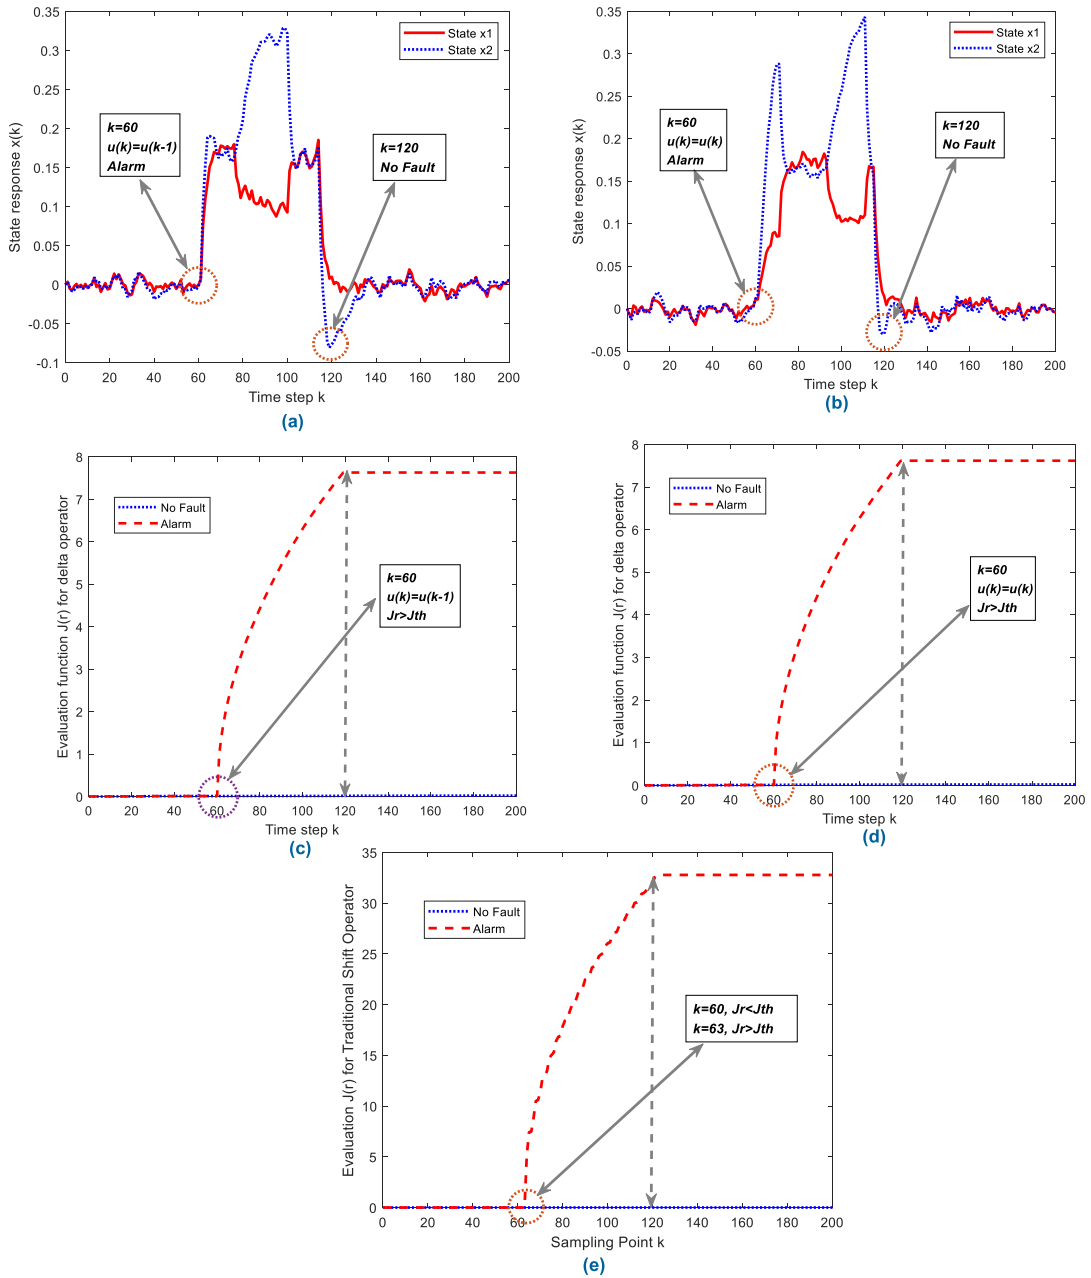 0.35
0.3
0.25
0.2
0.15
0.1
0.05
0
-0.05
-0.1
State response x(k)
State x1
State x2
k=60
u(k)=u(k-1)
Alarm
k=120
No Fault
0 20 40 60 80 100 120 140 160 180 200
Time step k
(a)
0.35
0.3
0.25
0.2
0.15
0.1
0.05
0
-0.05
State response x(k)
State x1
State x2
k=60
u(k)=u(k)
Alarm
k=120
No Fault
0 20 40 60 80 100 120 140 160 180 200
Time step k
(b)
8
7
6
5
4
3
2
1
0
Evaluation function J(r) for delta operator
No Fault
Alarm
k=60
u(k)=u(k-1)
Jr>Jth
0 20 40 60 80 100 120 140 160 180 200
Time step k
(c)
8
7
6
5
4
3
2
1
0
Evaluation function J(r) for delta operator
No Fault
Alarm
k=60
u(k)=u(k)
Jr>Jth
0 20 40 60 80 100 120 140 160 180 200
Time step k
(d)
35
30
25
20
15
10
5
0
Evaluation J(r) for Traditional Shift Operator
No Fault
Alarm
k=60, Jr<Jth
k=63, Jr>Jth
0 20 40 60 80 100 120 140 160 180 200
Sampling Point k
(e)